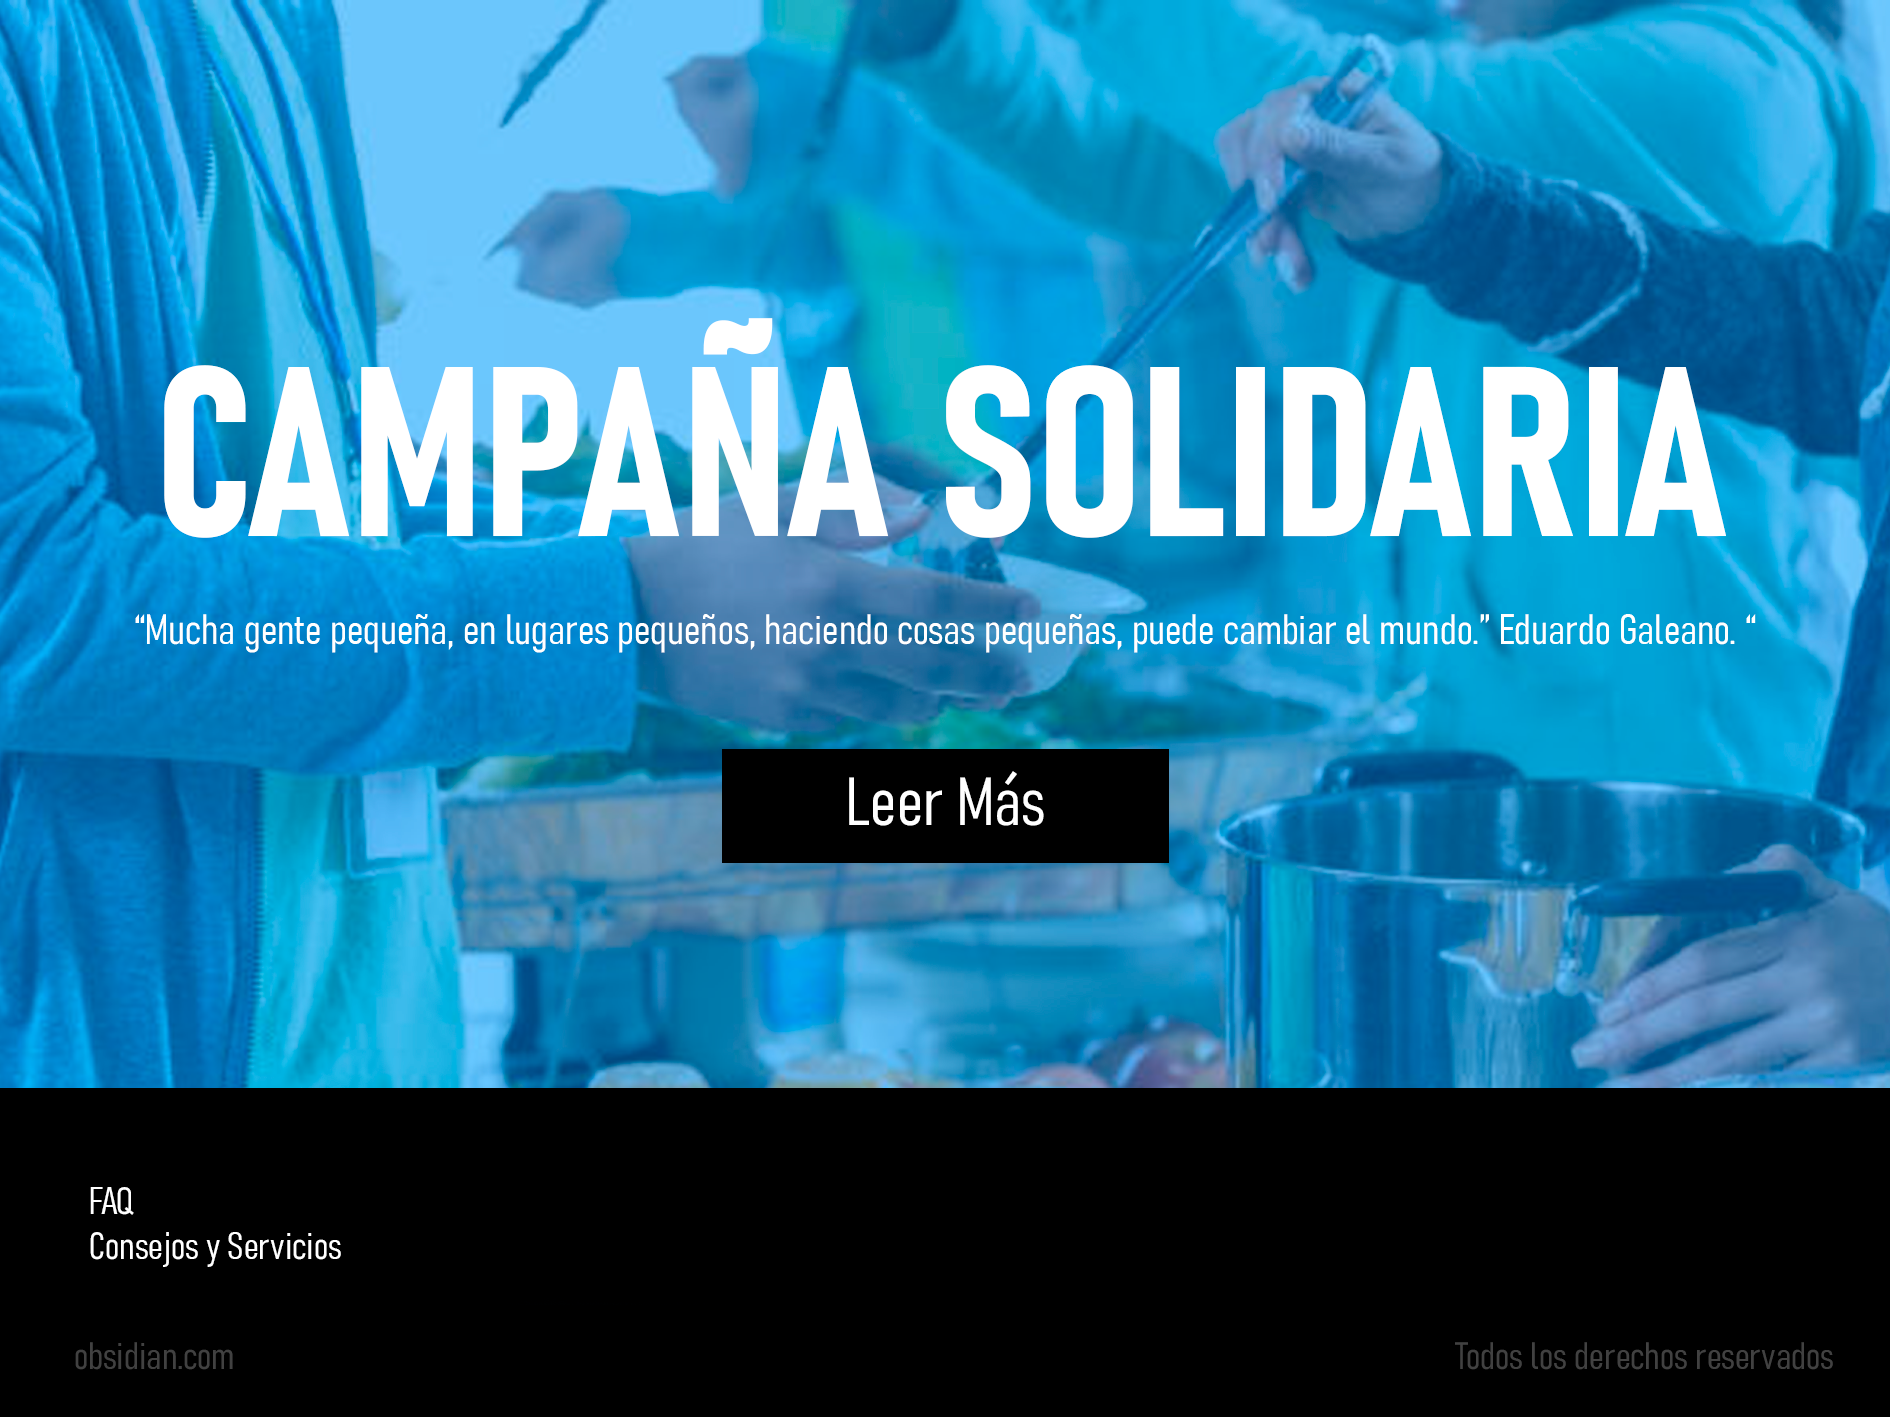 CAMPAÑA SOLIDARIA
“Mucha gente pequeña, en lugares pequeños, haciendo cosas pequeñas, puede cambiar el mundo.” Eduardo Galeano. “
Leer Más
FAQ
Consejos y Servicios
obsidian.com
Todos los derechos reservados